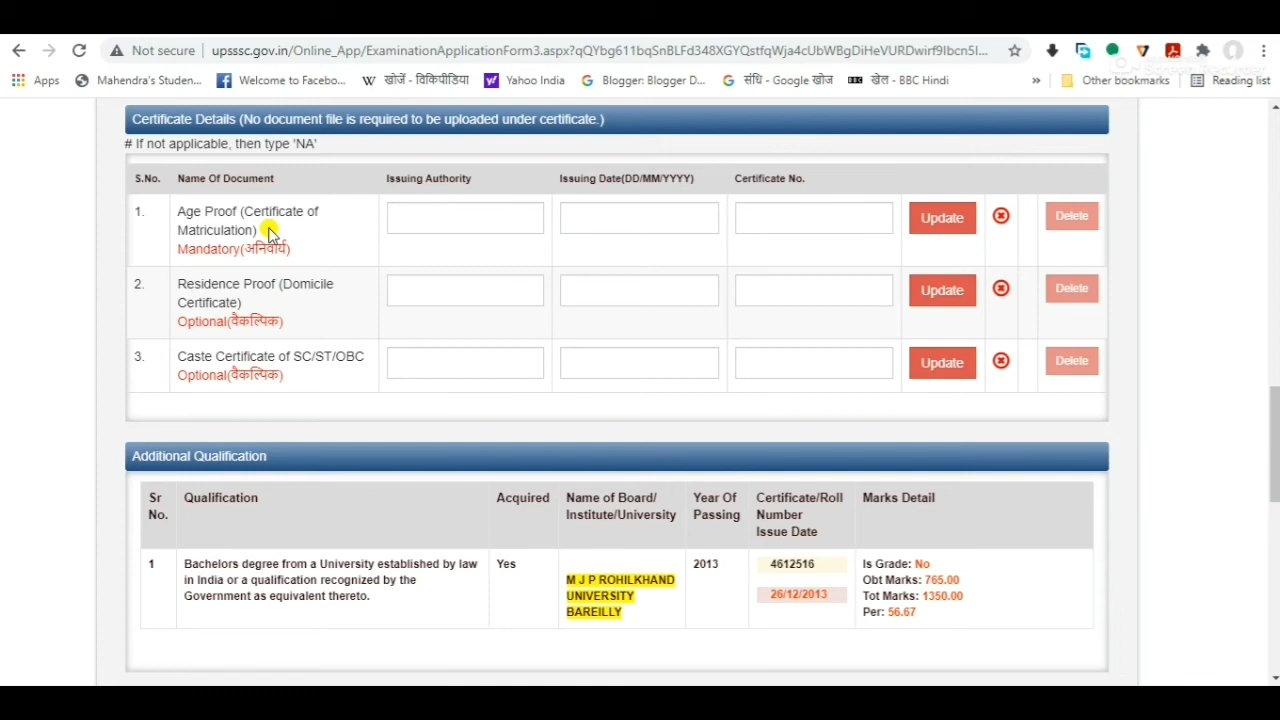 Not secure upsssc.gov.in/Online_App/ExaminationApplicationForm3.aspx?qQYbg611bqSnBLFd348XGYQstfqWja4cUbWBgDiHeVURDwirf9Ibcn5I...
Apps Mahendra's Studen... Welcome to Facebo... खोजें - विकिपीडिया Yahoo India Blogger: Blogger D... संधि - Google खोज खेल - BBC Hindi » Other bookmarks Reading list
Certificate Details (No document file is required to be uploaded under certificate.)
# If not applicable, then type 'NA'
S.No. Name Of Document Issuing Authority Issuing Date(DD/MM/YYYY) Certificate No.
1. Age Proof (Certificate of Update Delete
Matriculation)
Mandatory(अनिवार्य)
2. Residence Proof (Domicile Update Delete
Certificate)
Optional(वैकल्पिक)
3. Caste Certificate of SC/ST/OBC Update Delete
Optional(वैकल्पिक)
Additional Qualification
Sr Qualification Acquired Name of Board/ Year Of Certificate/Roll Marks Detail
No. Institute/University Passing Number
Issue Date
1 Bachelors degree from a University established by law Yes 2013 4612516 Is Grade: No
in India or a qualification recognized by the M J P ROHILKHAND Obt Marks: 765.00
Government as equivalent thereto. UNIVERSITY 26/12/2013 Tot Marks: 1350.00
BAREILLY Per: 56.67